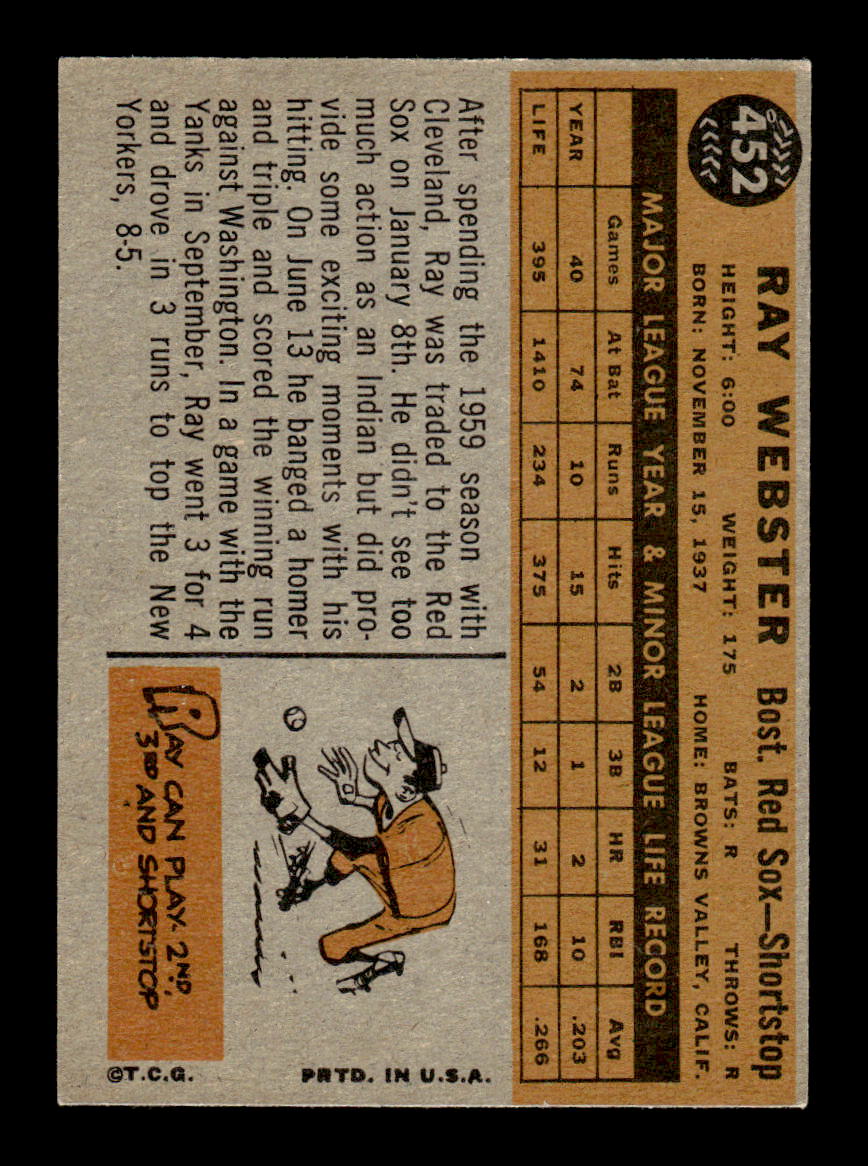 452
RAY WEBSTER Bost. Red Sox—Shortstop
HEIGHT: 6:00 WEIGHT: 175 BATS: R THROWS: R
BORN: NOVEMBER 15, 1937 HOME: BROWNS VALLEY, CALIF.
MAJOR LEAGUE YEAR & MINOR LEAGUE LIFE RECORD
Games At Bat Runs Hits 2B 3B HR RBI Avg
YEAR 40 74 10 15 2 1 2 10 .203
LIFE 395 1410 234 375 54 12 31 168 .266
After spending the 1959 season with
Cleveland, Ray was traded to the Red
Sox on January 8th. He didn't see too
much action as an Indian but did pro-
vide some exciting moments with his
hitting. On June 13 he banged a homer
and triple and scored the winning run
against Washington. In a game with the
Yanks in September, Ray went 3 for 4
and drove in 3 runs to top the New
Yorkers, 8-5.
RAY CAN PLAY 2ND,
3RD AND SHORTSTOP
©T.C.G. PRTD. IN U.S.A.